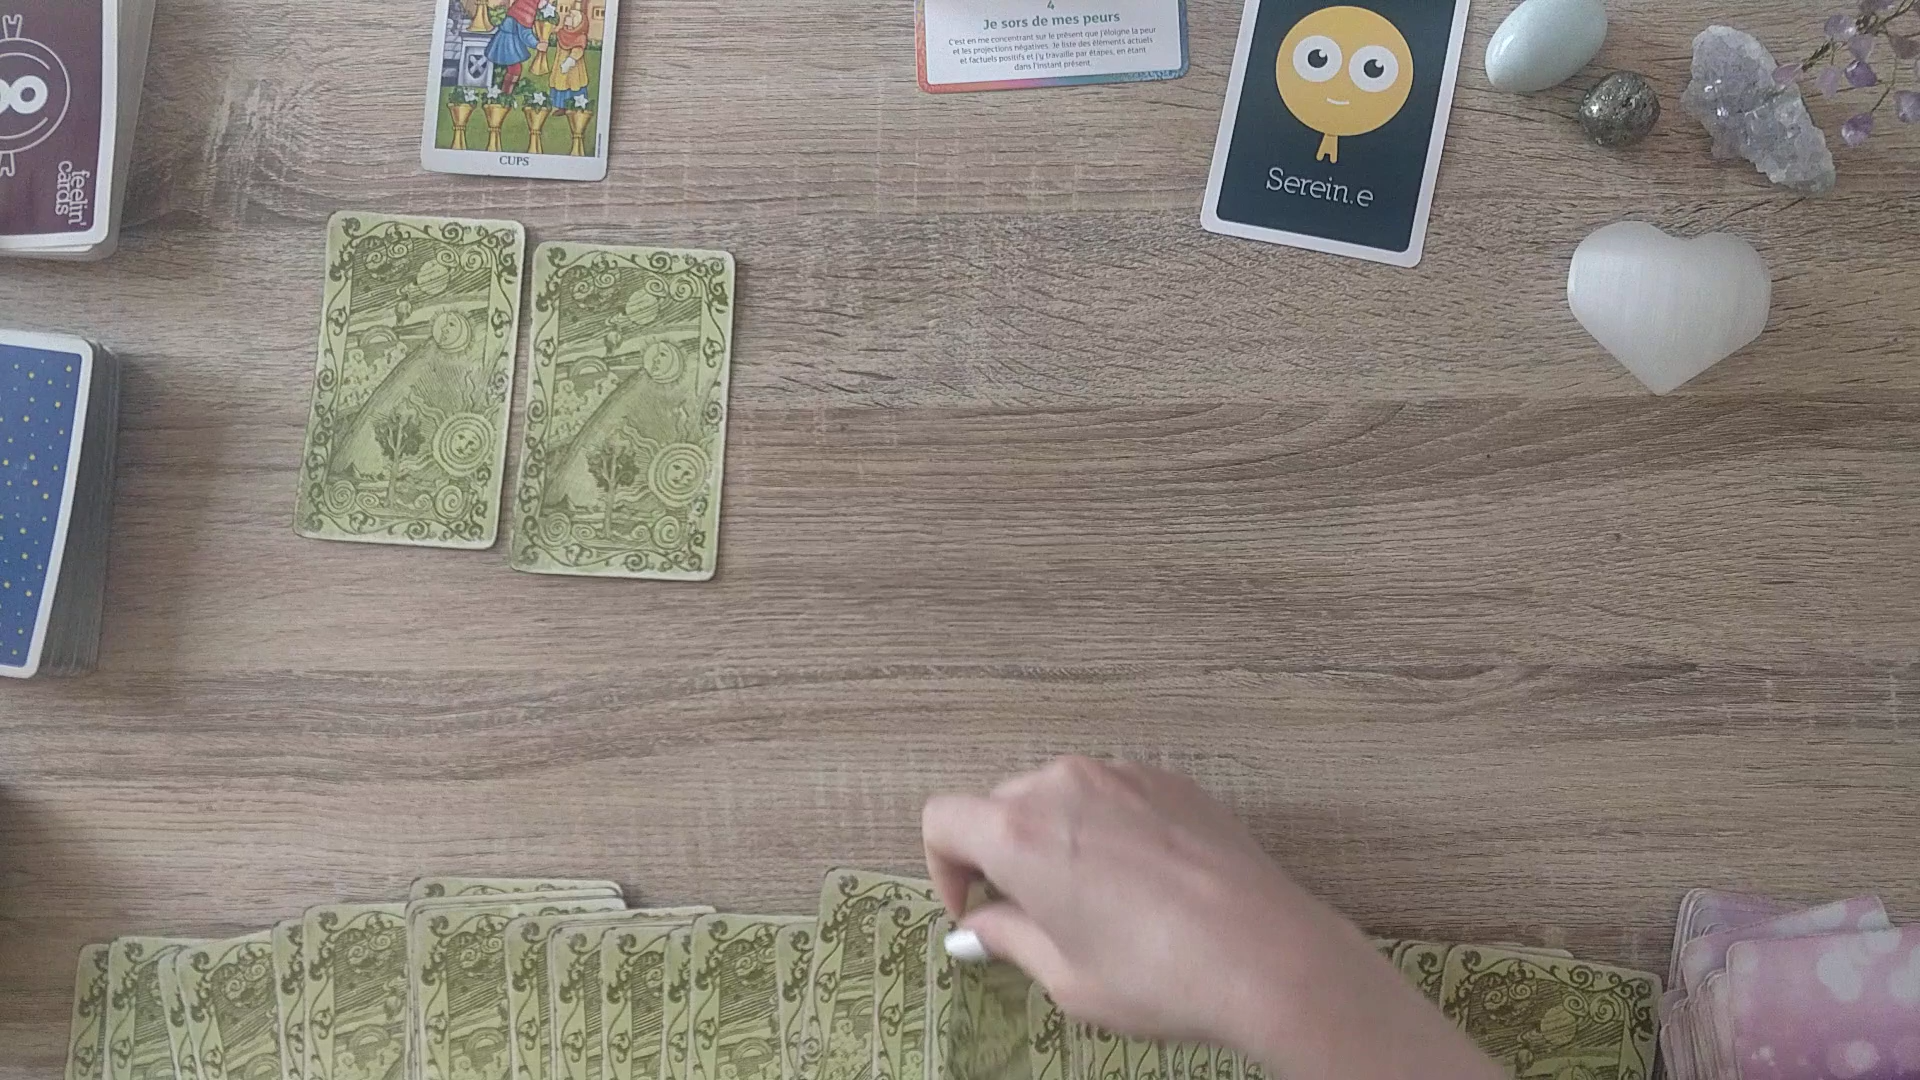 feelin'
cards
CUPS
4
Je sors de mes peurs
C'est en me concentrant sur le présent que j'éloigne la peur
et les projections négatives. Je liste des éléments actuels
et factuels positifs et j'y travaille par étapes, en étant
dans l'instant présent.
Serein.e